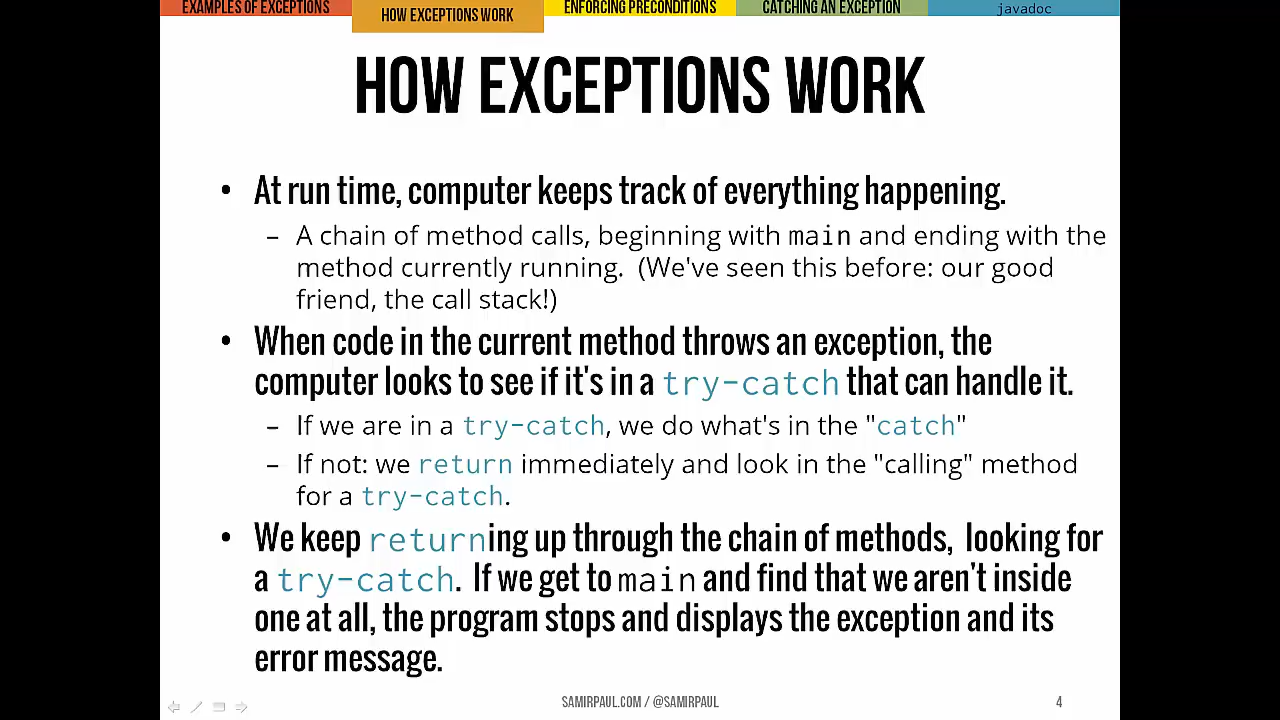 EXAMPLES OF EXCEPTIONS
HOW EXCEPTIONS WORK
ENFORCING PRECONDITIONS
CATCHING AN EXCEPTION
javadoc
HOW EXCEPTIONS WORK
• At run time, computer keeps track of everything happening.
– A chain of method calls, beginning with main and ending with the
method currently running. (We've seen this before: our good
friend, the call stack!)
• When code in the current method throws an exception, the
computer looks to see if it's in a try-catch that can handle it.
– If we are in a try-catch, we do what's in the "catch"
– If not: we return immediately and look in the "calling" method
for a try-catch.
• We keep returning up through the chain of methods, looking for
a try-catch. If we get to main and find that we aren't inside
one at all, the program stops and displays the exception and its
error message.
SAMIRPAUL.COM / @SAMIRPAUL
4